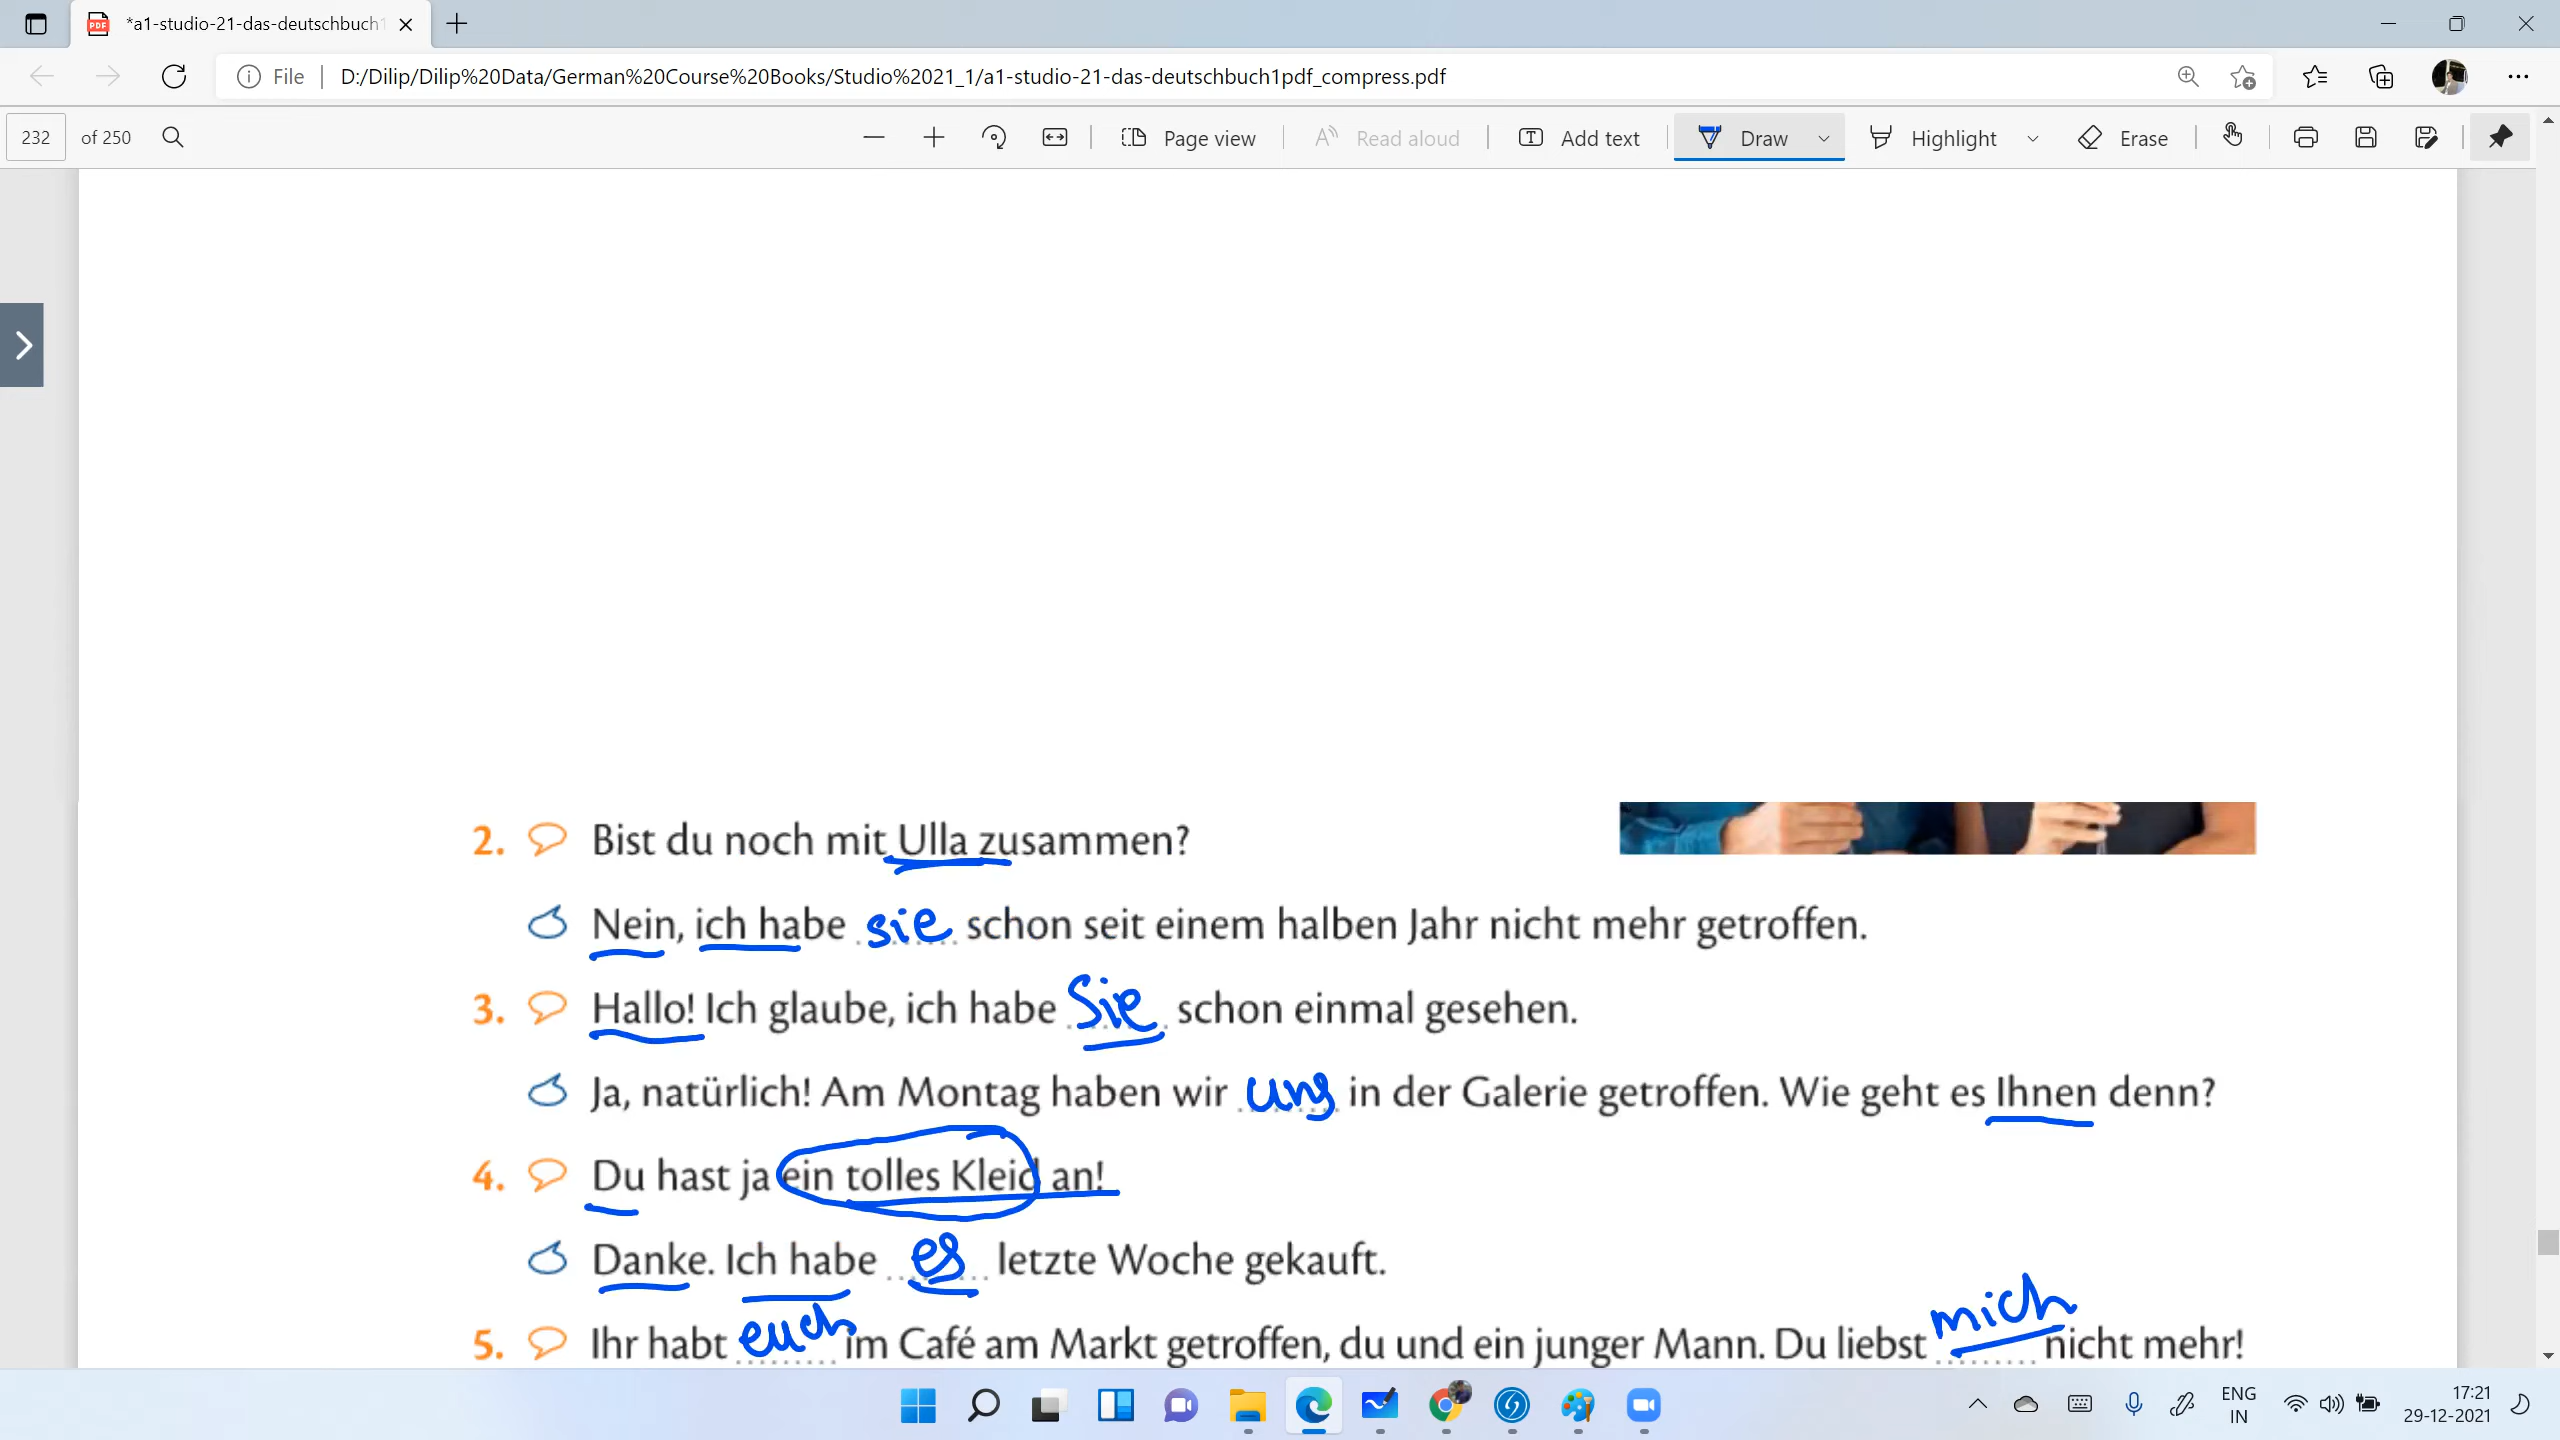 *a1-studio-21-das-deutschbuch1
File D:/Dilip/Dilip%20Data/German%20Course%20Books/Studio%2021_1/a1-studio-21-das-deutschbuch1pdf_compress.pdf
232 of 250 Page view Read aloud Add text Draw Highlight Erase
2. Bist du noch mit Ulla zusammen?
Nein, ich habe sie schon seit einem halben Jahr nicht mehr getroffen.
3. Hallo! Ich glaube, ich habe Sie schon einmal gesehen.
Ja, natürlich! Am Montag haben wir uns in der Galerie getroffen. Wie geht es Ihnen denn?
4. Du hast ja ein tolles Kleid an!
Danke. Ich habe es letzte Woche gekauft.
5. Ihr habt euch im Café am Markt getroffen, du und ein junger Mann. Du liebst mich nicht mehr!
ENG 17:21
IN 29-12-2021